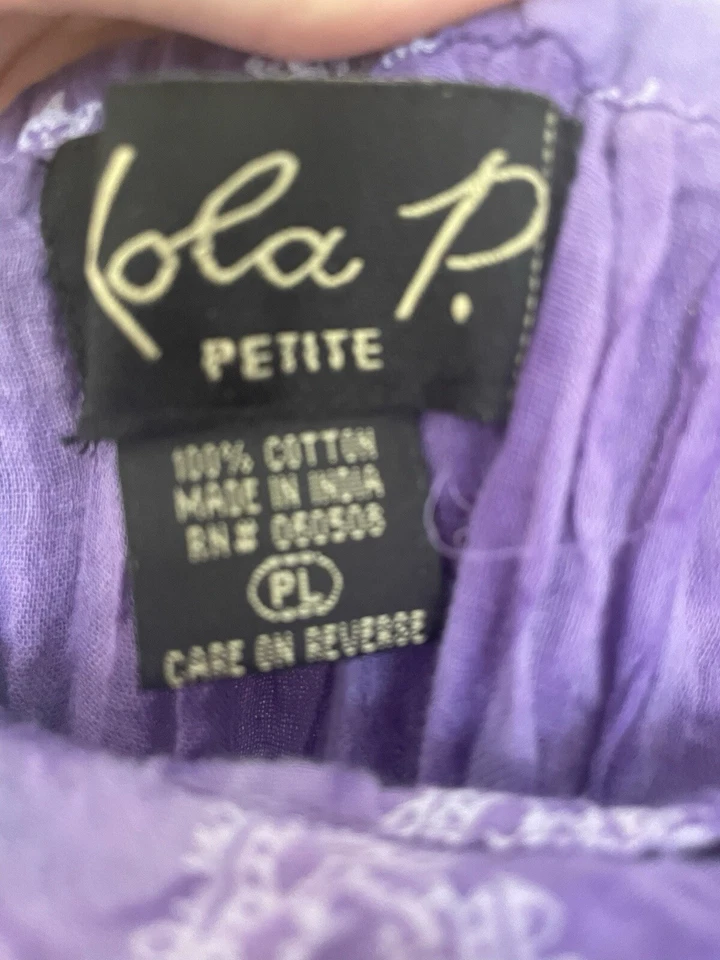 Lola P.
PETITE
100% COTTON
MADE IN INDIA
RN# 050508
PL
CARE ON REVERSE